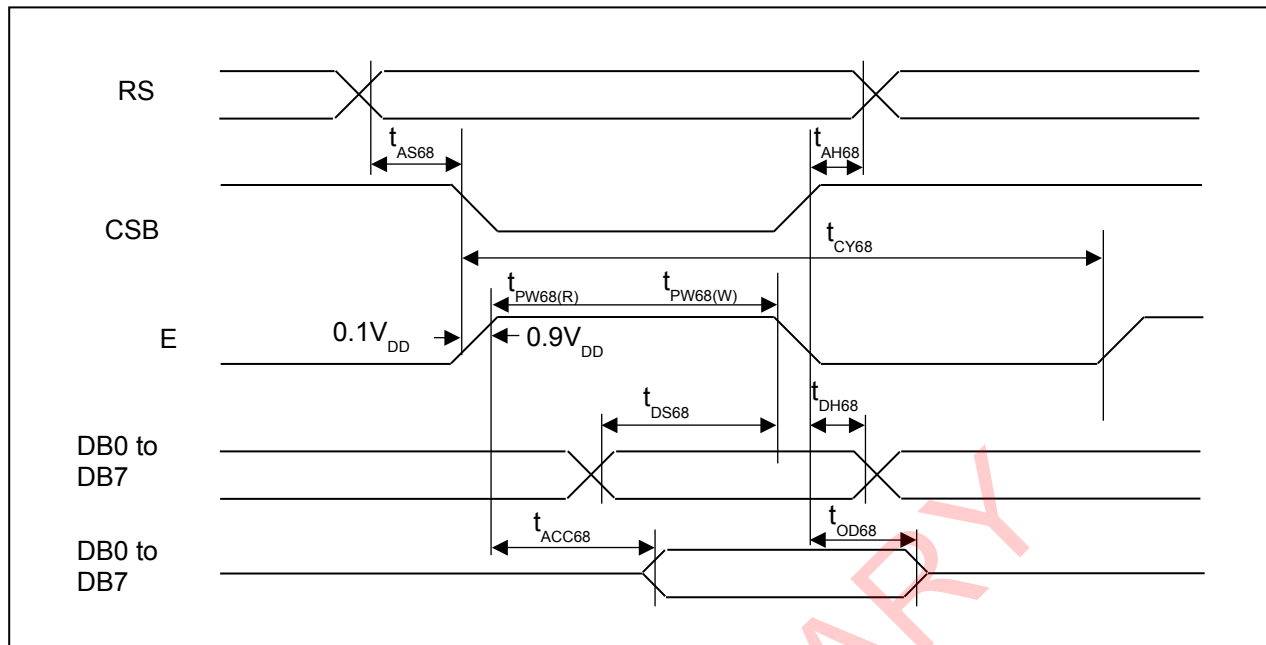 RS
tAS68
tAH68
CSB
tCY68
tPW68(R)
tPW68(W)
E
0.1VDD
0.9VDD
tDS68
tDH68
DB0 to
DB7
tACC68
tOD68
DB0 to
DB7
ARY